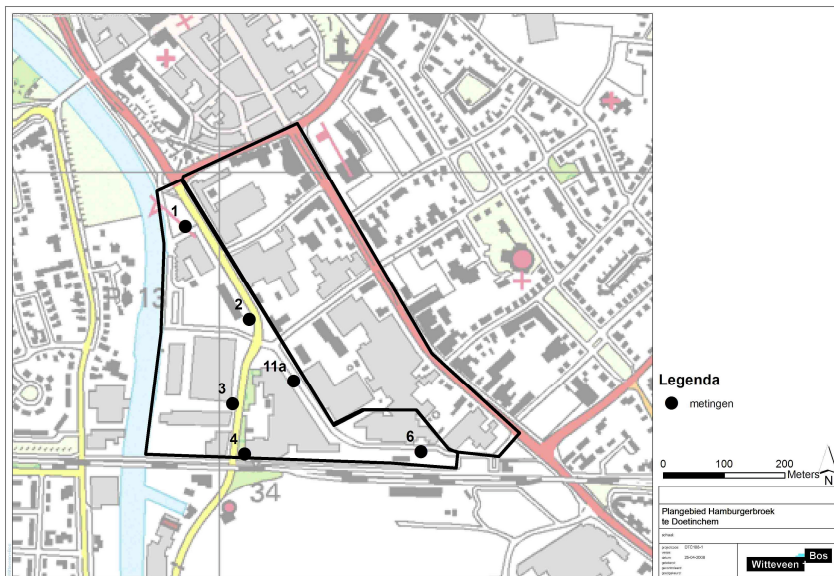 1
13
2
11a
3
4
6
34
Legenda
metingen
0 100 200
Meters
N
Plangebied Hamburgerbroek
te Doetinchem
Witteveen
Bos